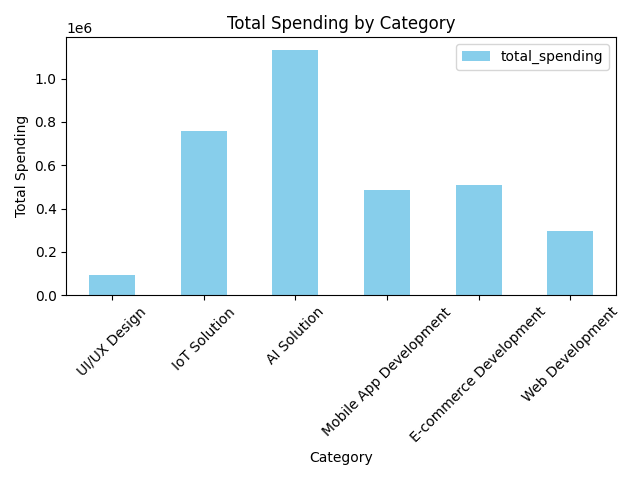 Total Spending by Category
1e6
total_spending
Total Spending
1.0
0.8
0.6
0.4
0.2
0.0
UI/UX Design
IoT Solution
AI Solution
Mobile App Development
E-commerce Development
Web Development
Category